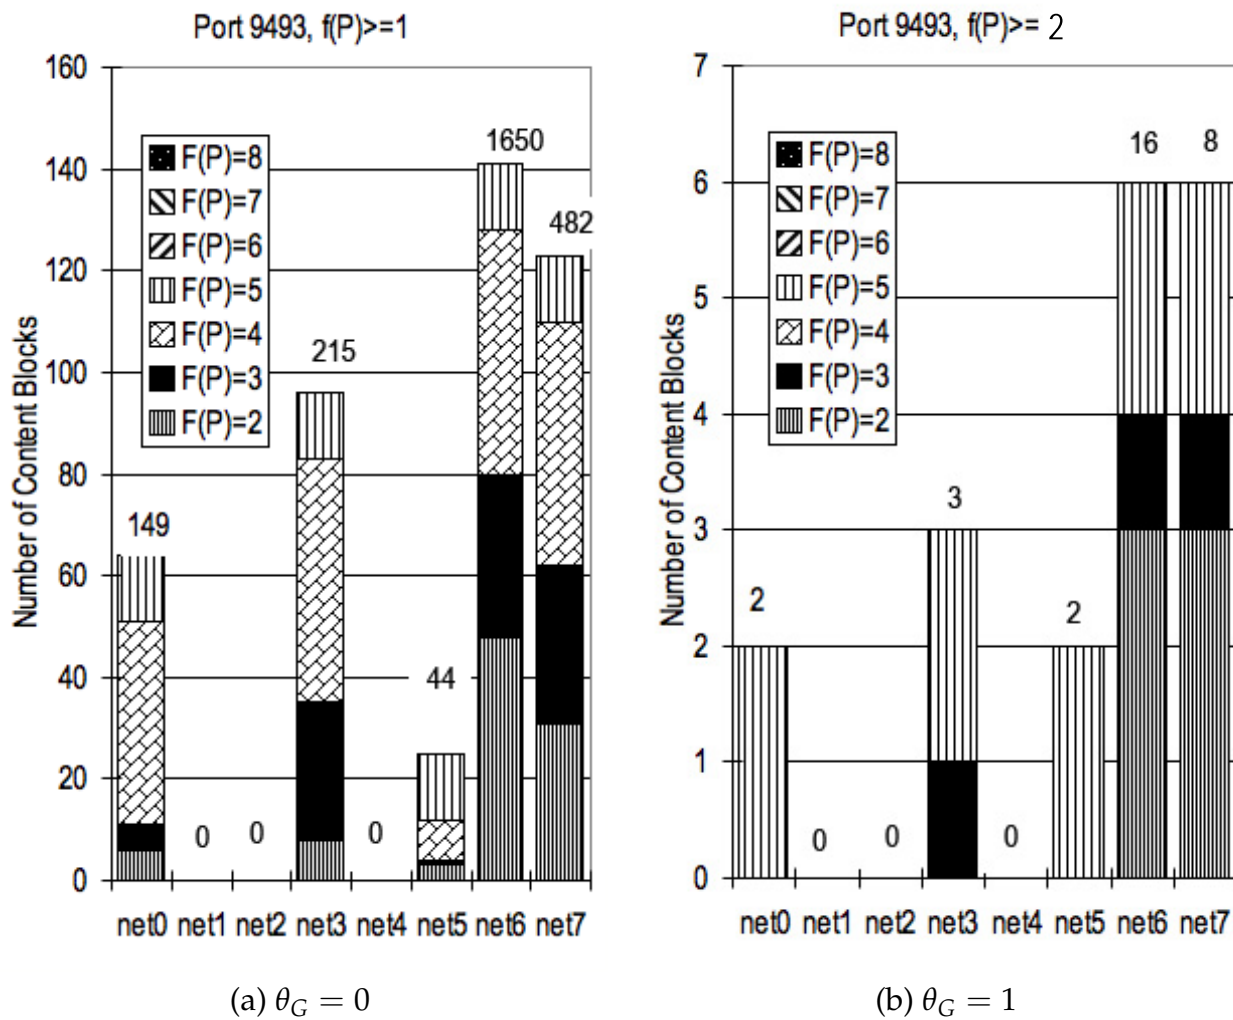 Port 9493, f(P)>=1
Number of Content Blocks
160
140
120
100
80
60
40
20
0
F(P)=8
F(P)=7
F(P)=6
F(P)=5
F(P)=4
F(P)=3
F(P)=2
149
0
0
215
0
44
1650
482
net0 net1 net2 net3 net4 net5 net6 net7
(a) θ_G = 0
Port 9493, f(P)>= 2
Number of Content Blocks
7
6
5
4
3
2
1
0
F(P)=8
F(P)=7
F(P)=6
F(P)=5
F(P)=4
F(P)=3
F(P)=2
2
0
0
3
0
2
16
8
net0 net1 net2 net3 net4 net5 net6 net7
(b) θ_G = 1